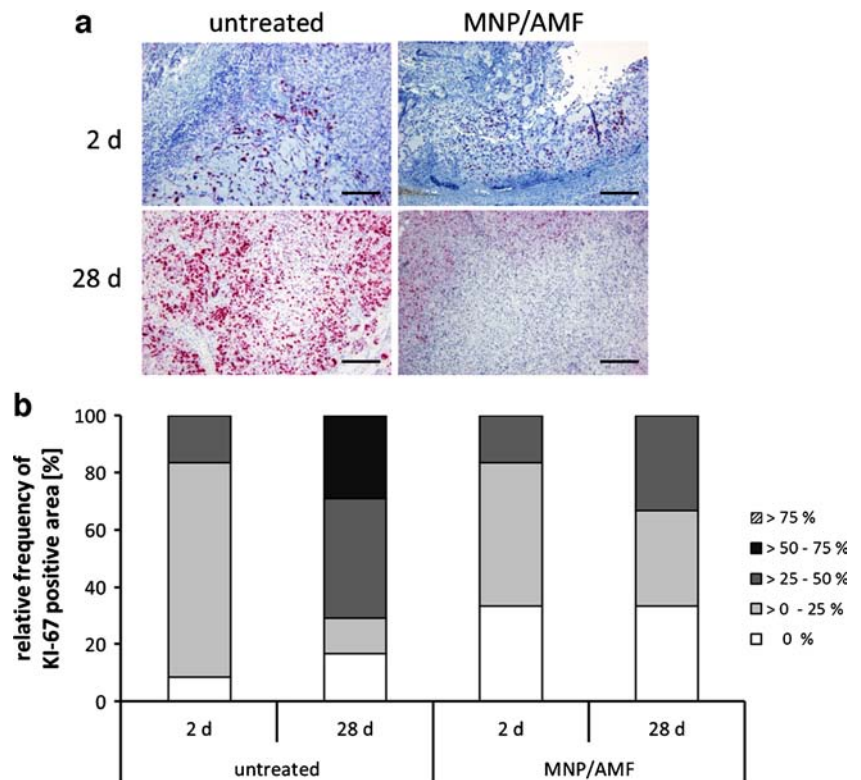 a
untreated MNP/AMF
2 d
28 d
b
relative frequency of
KI-67 positive area [%]
100
80
60
40
20
0
> 75 %
> 50 - 75 %
> 25 - 50 %
> 0 - 25 %
0 %
2 d 28 d 2 d 28 d
untreated MNP/AMF